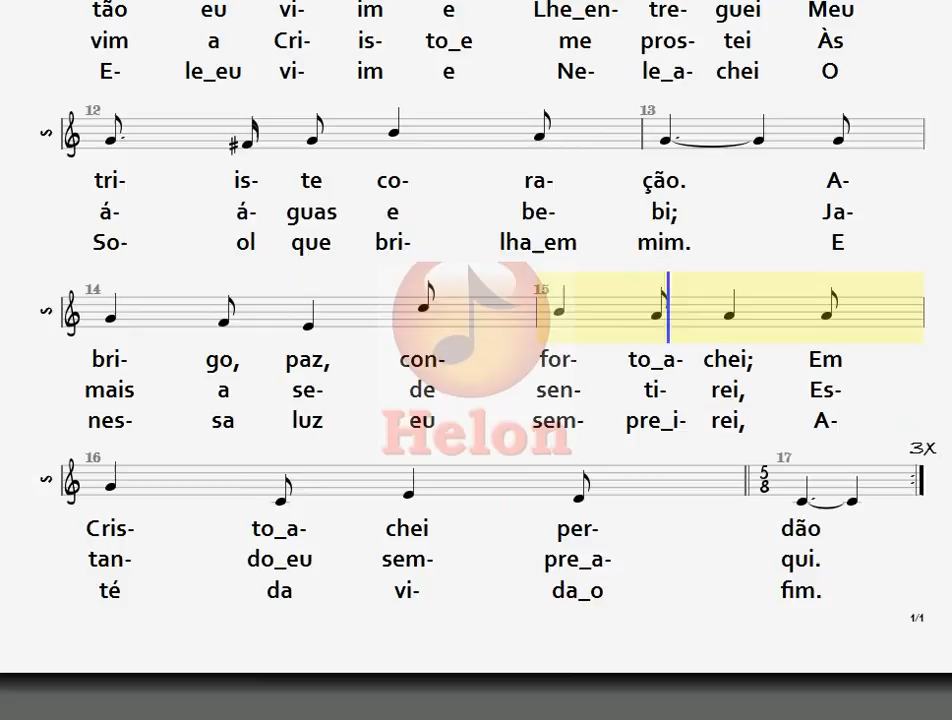 tão eu vi- im e Lhe_en- tre- guei Meu
vim a Cri- is- to_e me pros- tei Às
E- le_eu vi- im e Ne- le_a- chei O
12 13
S
tri- is- te co- ra- ção. A-
á- á- guas e be- bi; Ja-
So- ol que bri- lha_em mim. E
14 15
S
bri- go, paz, con- for- to_a- chei; Em
mais a se- de sen- ti- rei, Es-
nes- sa luz eu sem- pre_i- rei, A-
Helon
16 17 3X
S 5 8
Cris- to_a- chei per- dão
tan- do_eu sem- pre_a- qui.
té da vi- da_o fim.
1/1